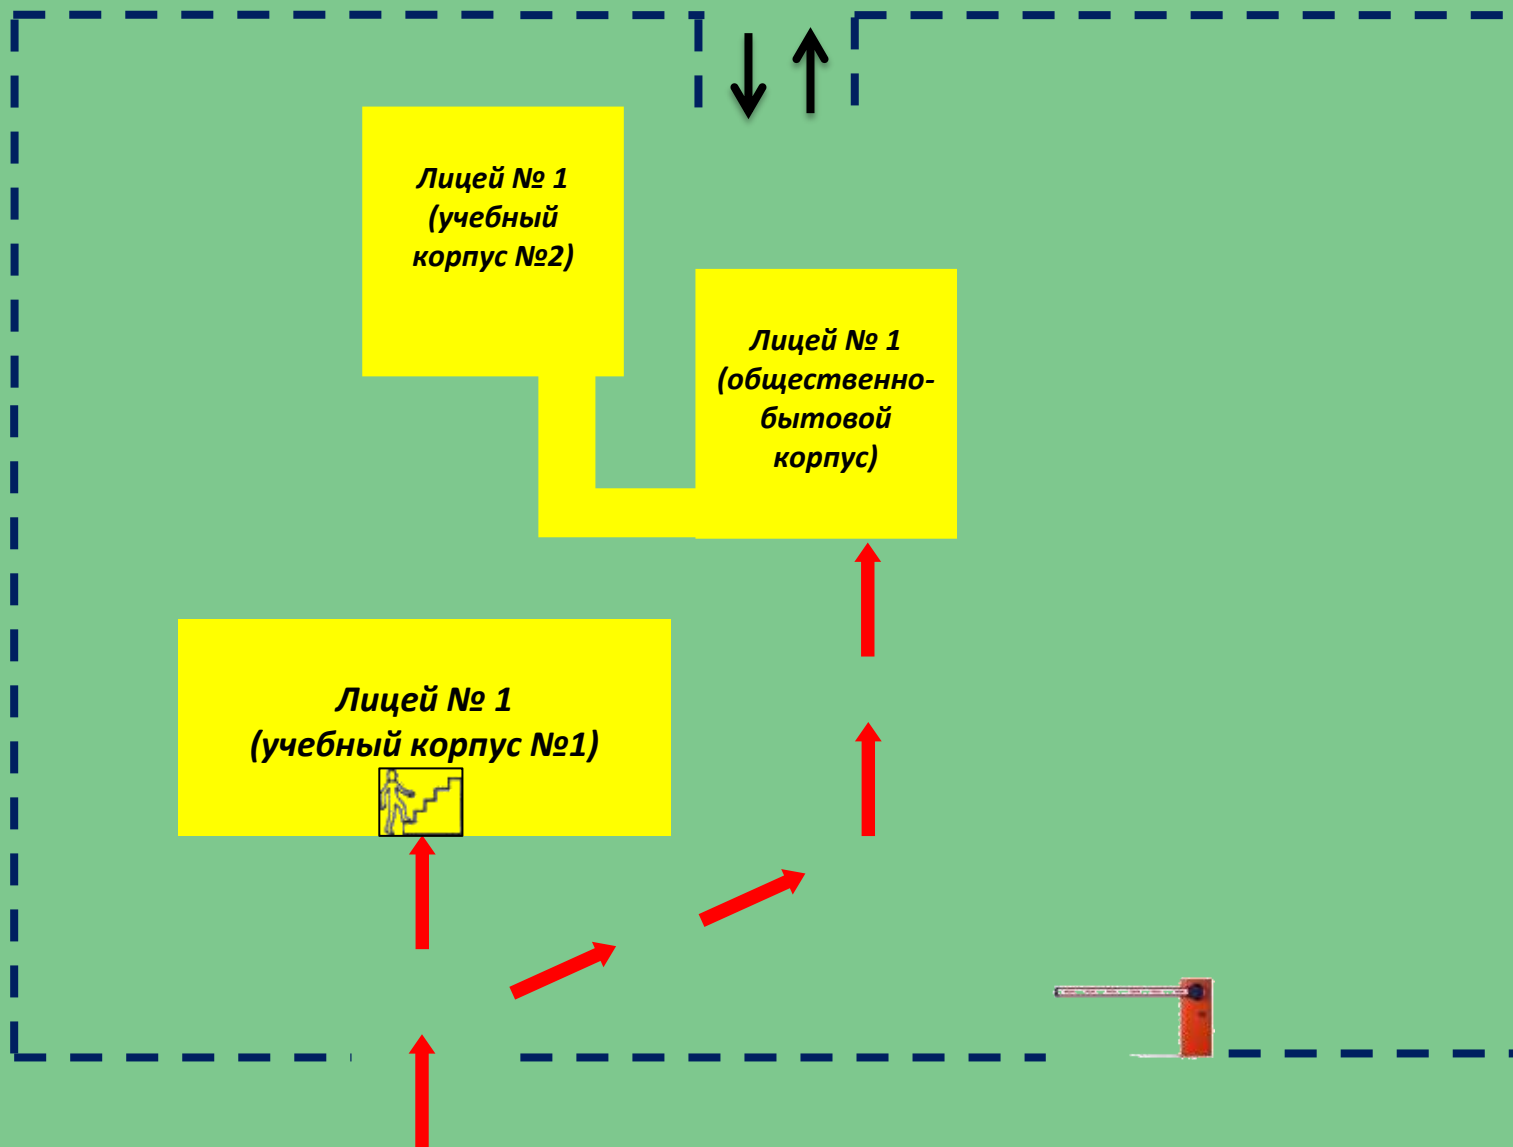 Лицей № 1
(учебный
корпус №2)
Лицей № 1
(общественно-
бытовой
корпус)
Лицей № 1
(учебный корпус №1)